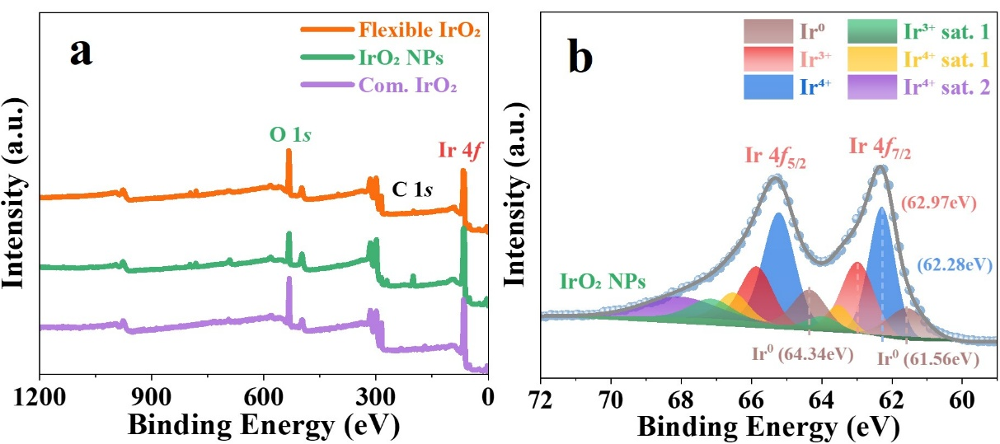 a
Flexible IrO₂
IrO₂ NPs
Com. IrO₂
O 1s
Ir 4f
C 1s
Intensity (a.u.)
1200 900 600 300 0
Binding Energy (eV)
b
Ir⁰ Ir³⁺ sat. 1
Ir³⁺ Ir⁴⁺ sat. 1
Ir⁴⁺ Ir⁴⁺ sat. 2
Ir 4f₅/₂ Ir 4f₇/₂
(62.97eV)
(62.28eV)
IrO₂ NPs
Ir⁰ (64.34eV) Ir⁰ (61.56eV)
Intensity (a.u.)
72 70 68 66 64 62 60
Binding Energy (eV)